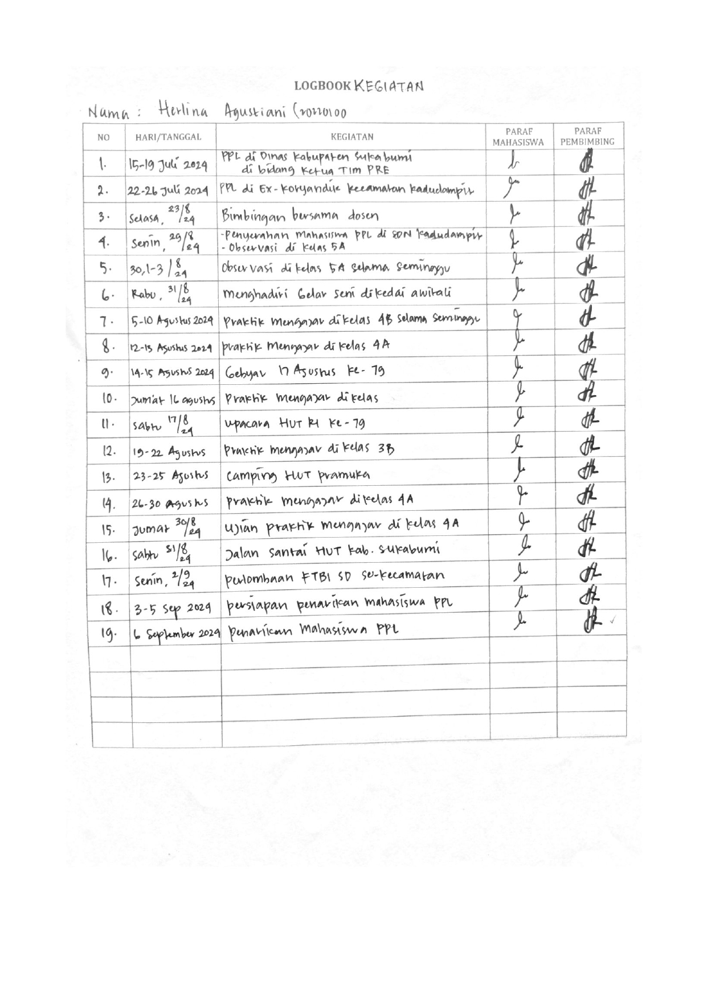 LOGBOOK KEGIATAN
Nama : Herlina Agustiani (20220100
NO HARI/TANGGAL KEGIATAN PARAF MAHASISWA PARAF PEMBIMBING
1. 15-19 Juli 2024 PPL di Dinas Kabupaten Sukabumi
di bidang Ketua Tim PRE
2. 22-26 Juli 2024 PPL di Ex-Koryandik Kecamatan Kadudampit
3. Selasa, 23/8/24 Bimbingan bersama dosen
4. Senin, 29/8/24 -Penyerahan Mahasiswa PPL di SDN Kadudampit
- Observasi di Kelas 5A
5. 30,1-3/8/24 Observasi di kelas 5A selama seminggu
6. Rabu, 31/8/24 Menghadiri Gelar seni di kedai awitali
7. 5-10 Agustus 2024 Praktik mengajar di kelas 4B selama seminggu
8. 12-13 Agustus 2024 praktik mengajar di kelas 4A
9. 14-15 Agustus 2024 Gebyar 17 Agustus Ke-79
10. Jum'at 16 agustus Praktik mengajar di kelas
11. Sabtu 17/8/24 Upacara HUT RI Ke-79
12. 19-22 Agustus Praktik mengajar di kelas 3B
13. 23-25 Agustus Camping HUT pramuka
14. 26-30 Agustus praktik mengajar di kelas 4A
15. Jumat 30/8/24 Ujian praktik mengajar di kelas 4A
16. Sabtu 31/8/24 Jalan santai HUT Kab. Sukabumi
17. Senin, 2/9/24 perlombaan FTBI SD se-kecamatan
18. 3-5 Sep 2024 persiapan penarikan mahasiswa PPL
19. 6 September 2024 penarikan Mahasiswa PPL